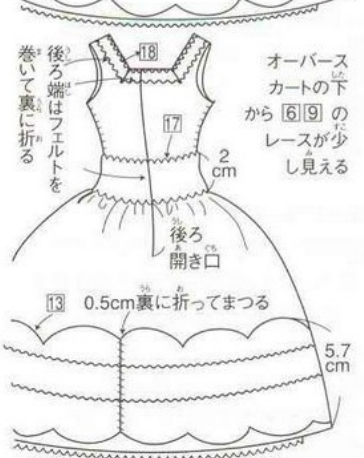 18
オーバース
カートの下
から 6 9 の
レースが少
し見える
後ろ端はフェルトを
巻いて裏に折る
17
2
cm
後ろ
開き口
13
0.5cm裏に折ってまつる
5.7
cm